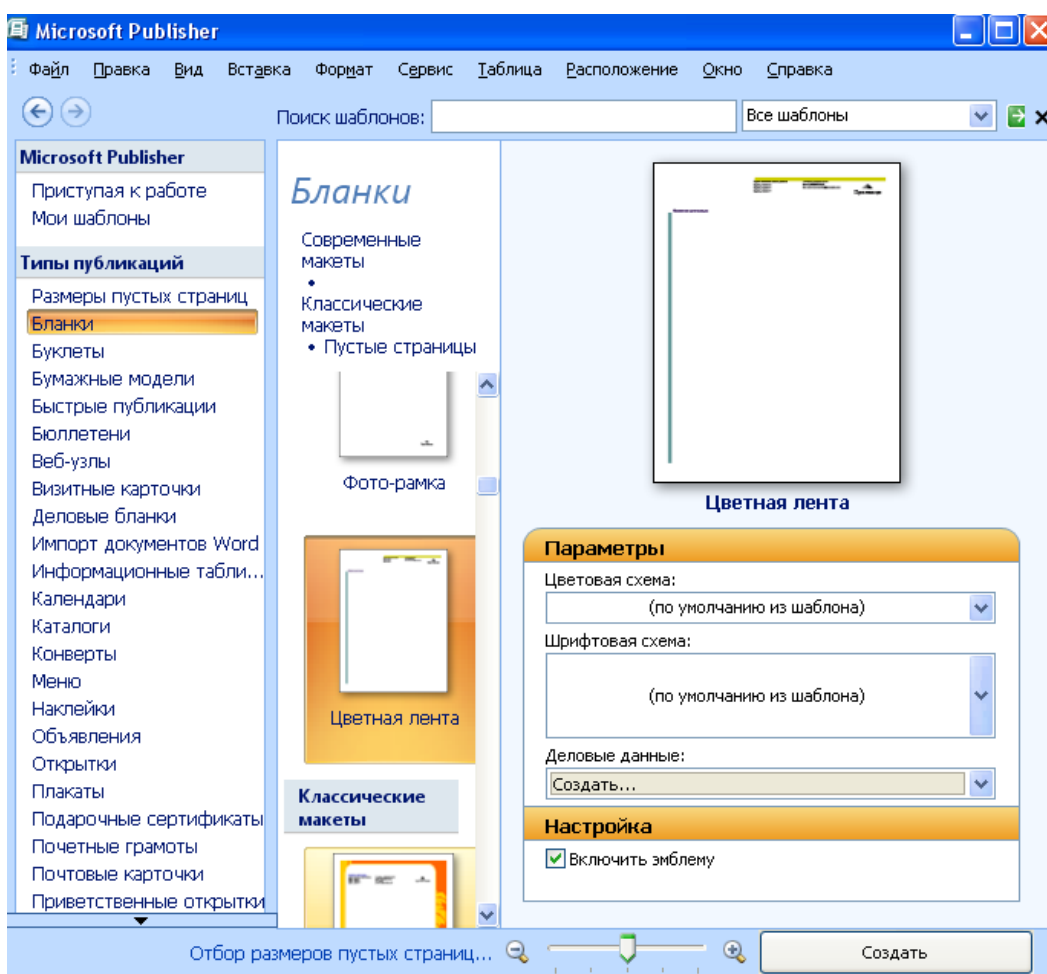 Microsoft Publisher
Файл Правка Вид Вставка Формат Сервис Таблица Расположение Окно Справка
Поиск шаблонов: Все шаблоны
Microsoft Publisher
Приступая к работе
Мои шаблоны
Типы публикаций
Размеры пустых страниц
Бланки
Буклеты
Бумажные модели
Быстрые публикации
Бюллетени
Веб-узлы
Визитные карточки
Деловые бланки
Импорт документов Word
Информационные табли...
Календари
Каталоги
Конверты
Меню
Наклейки
Объявления
Открытки
Плакаты
Подарочные сертификаты
Почетные грамоты
Почтовые карточки
Приветственные открытки
Бланки
Современные
макеты
•
Классические
макеты
• Пустые страницы
Фото-рамка
Цветная лента
Классические
макеты
Цветная лента
Параметры
Цветовая схема:
(по умолчанию из шаблона)
Шрифтовая схема:
(по умолчанию из шаблона)
Деловые данные:
Создать...
Настройка
Включить эмблему
Отбор размеров пустых страниц...
Создать